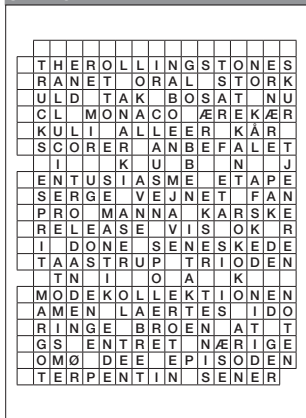 THEROLLINGSTONES
RANET ORAL STORK
ULD TAK BOSAT NU
CL MONACO ÆREKÆR
KULI ALLEER KÅR
SCORER ANBEFALET
I KUB N J
ENTUSIASME ETAPE
SERGE VEJNET FAN
PRO MANNA KARSKE
RELEASE VIS OK R
I DONE SENESKEDE
TAASTRUP TRIODEN
TN I O A K
MODEKOLLEKTIONEN
AMEN LAERTES IDO
RINGE BROEN AT T
GS ENTRET NÆRIGE
OMØ DEE EPISODEN
TERPENTIN SENER